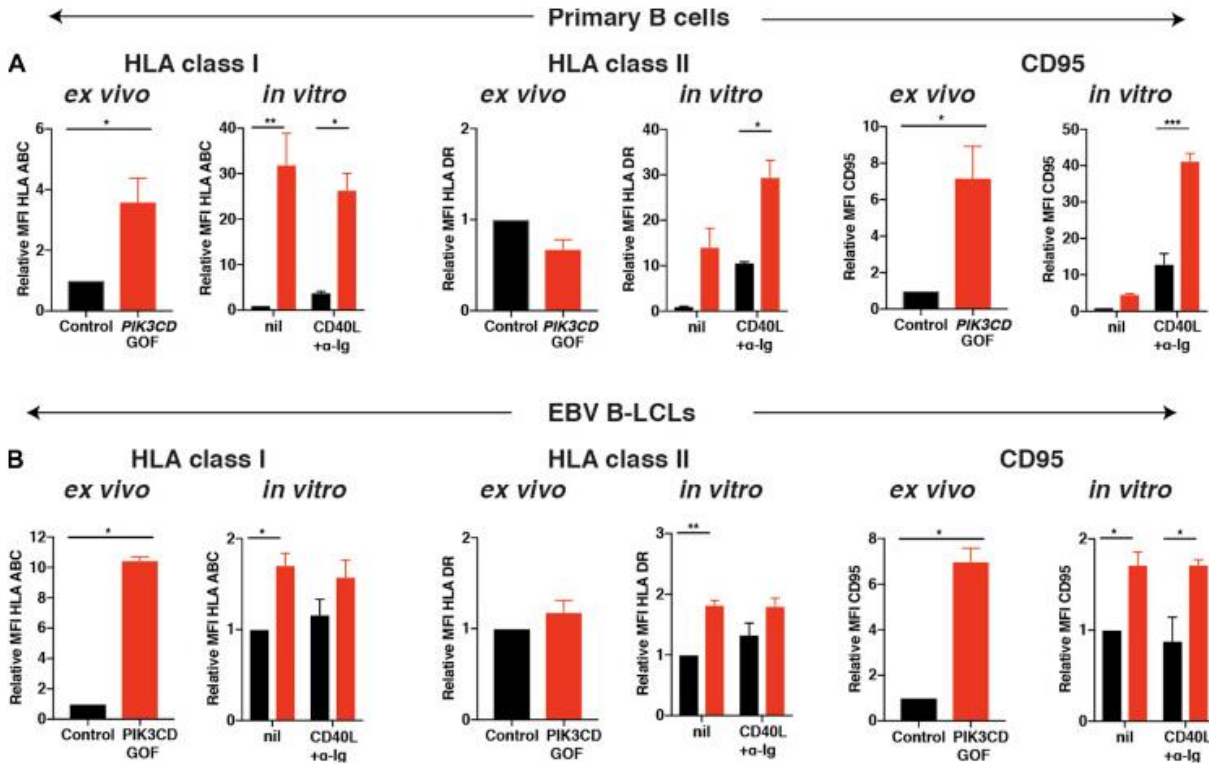 Primary B cells
A
HLA class I
HLA class II
CD95
ex vivo
in vitro
ex vivo
in vitro
ex vivo
in vitro
Relative MFI HLA ABC
6
4
2
0
*
Control
PIK3CD
GOF
Relative MFI HLA ABC
40
30
20
10
0
**
*
nil
CD40L
+α-Ig
Relative MFI HLA DR
2
1
0
Control
PIK3CD
GOF
Relative MFI HLA DR
40
30
20
10
0
*
nil
CD40L
+α-Ig
Relative MFI CD95
10
8
6
4
2
0
*
Control
PIK3CD
GOF
Relative MFI CD95
50
40
30
20
10
0
***
nil
CD40L
+α-Ig
EBV B-LCLs
B
HLA class I
HLA class II
CD95
ex vivo
in vitro
ex vivo
in vitro
ex vivo
in vitro
Relative MFI HLA ABC
12
10
8
6
4
2
0
*
Control
PIK3CD
GOF
Relative MFI HLA ABC
2
1
0
*
nil
CD40L
+α-Ig
Relative MFI HLA DR
2
1
0
Control
PIK3CD
GOF
Relative MFI HLA DR
3
2
1
0
**
nil
CD40L
+α-Ig
Relative MFI CD95
8
6
4
2
0
*
Control
PIK3CD
GOF
Relative MFI CD95
2
1
0
*
*
nil
CD40L
+α-Ig